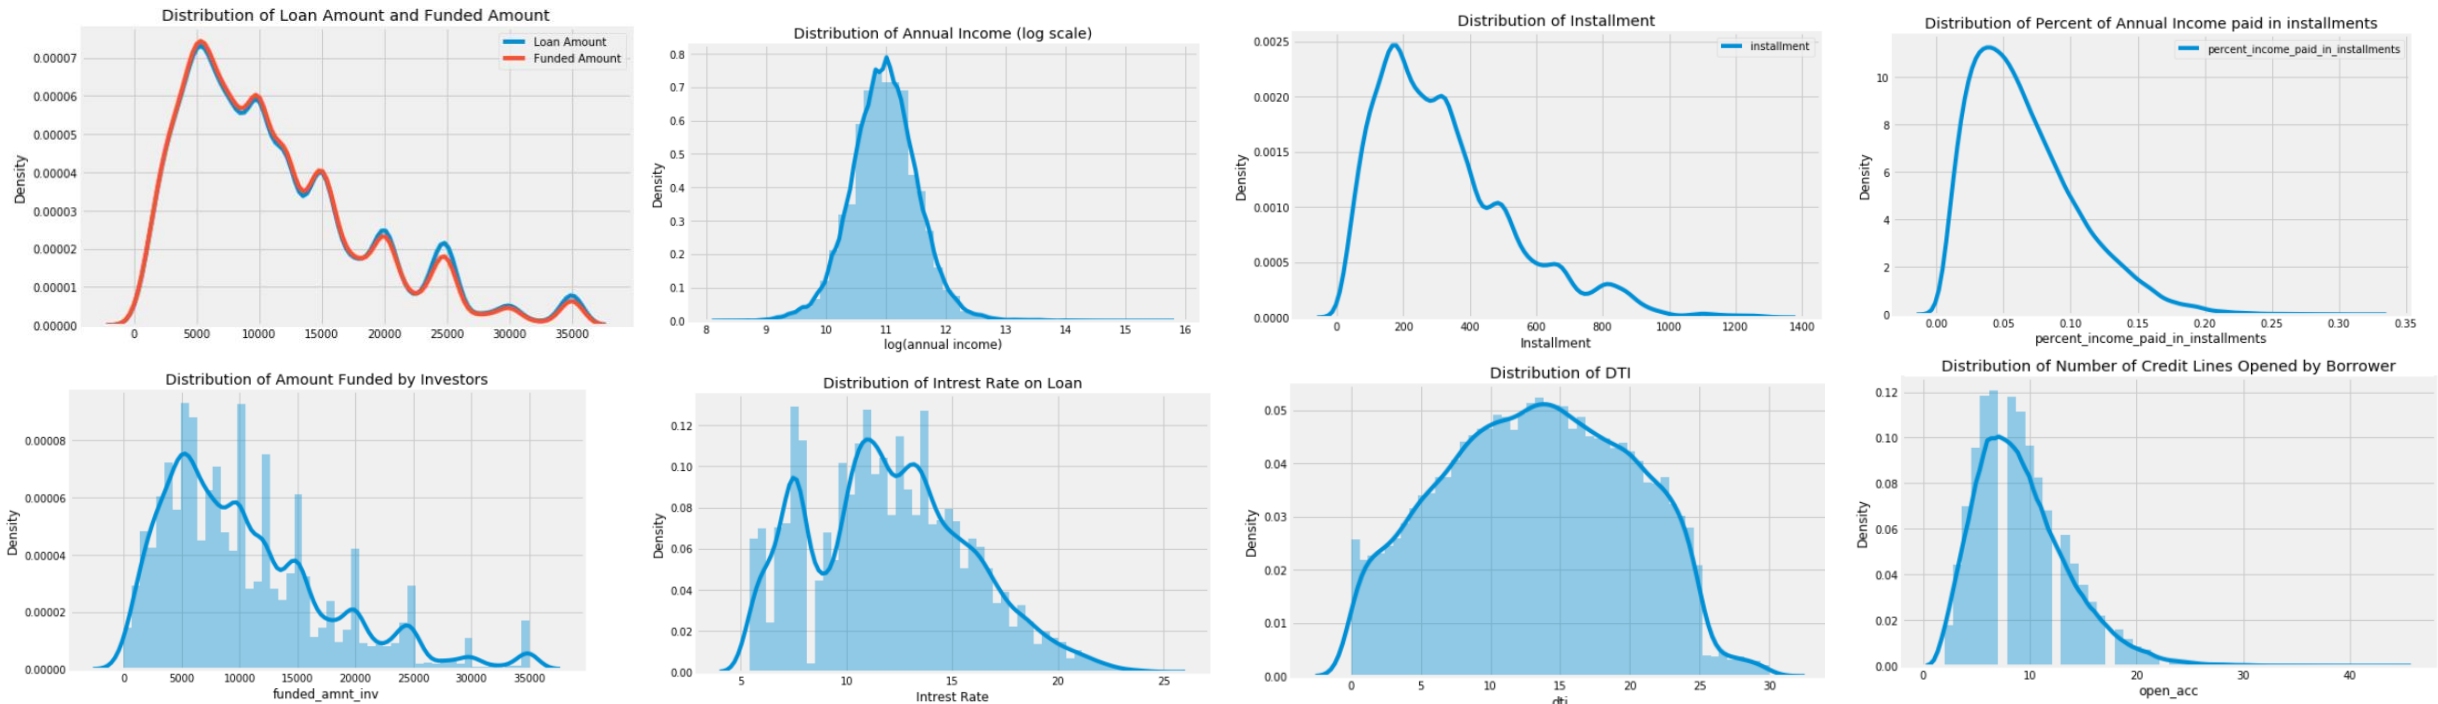 Distribution of Loan Amount and Funded Amount
Loan Amount
Funded Amount
Density
0.00007
0.00006
0.00005
0.00004
0.00003
0.00002
0.00001
0.00000
0 5000 10000 15000 20000 25000 30000 35000
Distribution of Annual Income (log scale)
Density
0.8
0.7
0.6
0.5
0.4
0.3
0.2
0.1
0.0
8 9 10 11 12 13 14 15 16
log(annual income)
Distribution of Installment
installment
Density
0.0025
0.0020
0.0015
0.0010
0.0005
0.0000
0 200 400 600 800 1000 1200 1400
Installment
Distribution of Percent of Annual Income paid in installments
percent_income_paid_in_installments
Density
10
8
6
4
2
0
0.00 0.05 0.10 0.15 0.20 0.25 0.30 0.35
percent_income_paid_in_installments
Distribution of Amount Funded by Investors
Density
0.00008
0.00006
0.00004
0.00002
0.00000
0 5000 10000 15000 20000 25000 30000 35000
funded_amnt_inv
Distribution of Intrest Rate on Loan
Density
0.12
0.10
0.08
0.06
0.04
0.02
0.00
5 10 15 20 25
Intrest Rate
Distribution of DTI
Density
0.05
0.04
0.03
0.02
0.01
0.00
0 5 10 15 20 25 30
dti
Distribution of Number of Credit Lines Opened by Borrower
Density
0.12
0.10
0.08
0.06
0.04
0.02
0.00
0 10 20 30 40
open_acc